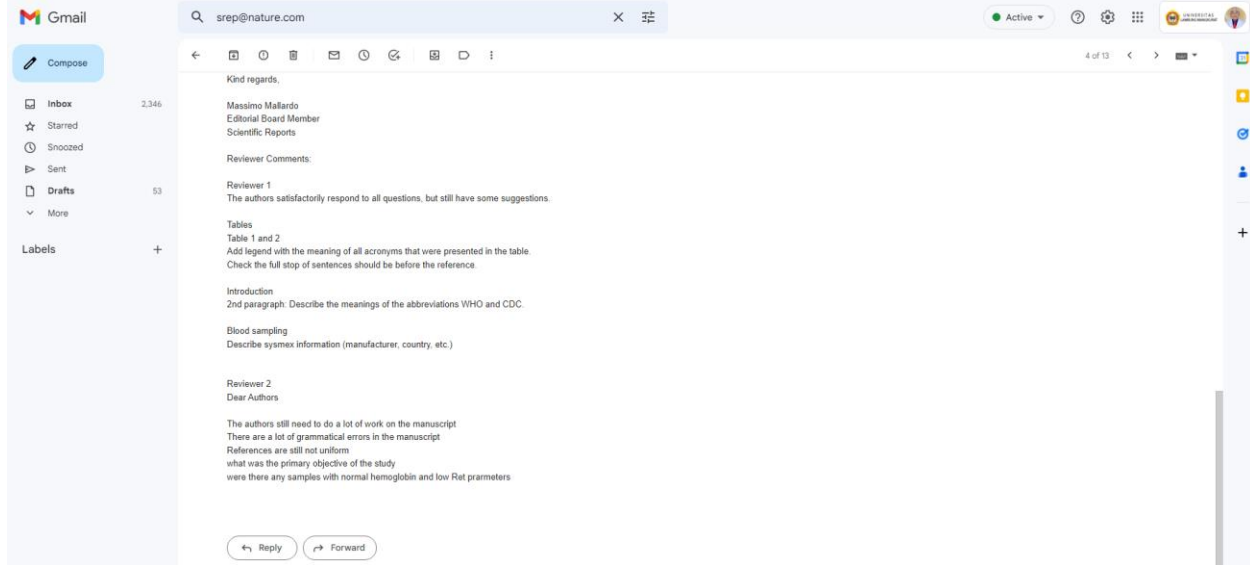 Gmail
srep@nature.com
Active
Compose
4 of 13
Inbox 2,346
Starred
Snoozed
Sent
Drafts 53
More
Labels
Kind regards,
Massimo Mallardo
Editorial Board Member
Scientific Reports
Reviewer Comments:
Reviewer 1
The authors satisfactorily respond to all questions, but still have some suggestions.
Tables
Table 1 and 2
Add legend with the meaning of all acronyms that were presented in the table.
Check the full stop of sentences should be before the reference.
Introduction
2nd paragraph: Describe the meanings of the abbreviations WHO and CDC.
Blood sampling
Describe sysmex information (manufacturer, country, etc.)
Reviewer 2
Dear Authors
The authors still need to do a lot of work on the manuscript
There are a lot of grammatical errors in the manuscript
References are still not uniform
what was the primary objective of the study
were there any samples with normal hemoglobin and low Ret prarmeters
Reply
Forward